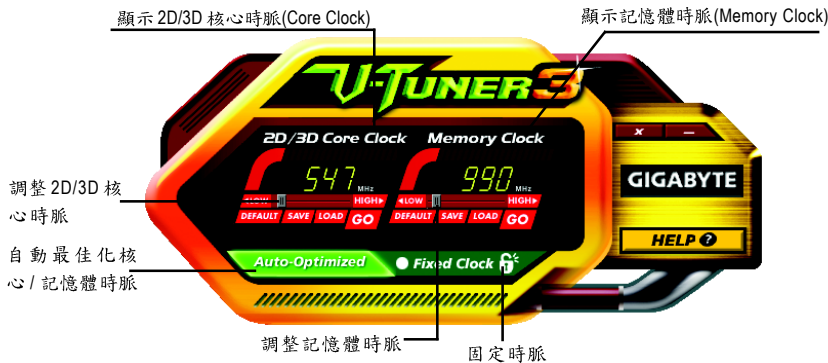 顯示 2D/3D 核心時脈(Core Clock)
顯示記憶體時脈(Memory Clock)
V-TUNER3
2D/3D Core Clock
Memory Clock
547 MHz
990 MHz
LOW HIGH
LOW HIGH
DEFAULT SAVE LOAD GO
DEFAULT SAVE LOAD GO
x −
GIGABYTE
HELP ?
調整 2D/3D 核
心時脈
自動最佳化核
心 / 記憶體時脈
Auto-Optimized
Fixed Clock
調整記憶體時脈
固定時脈